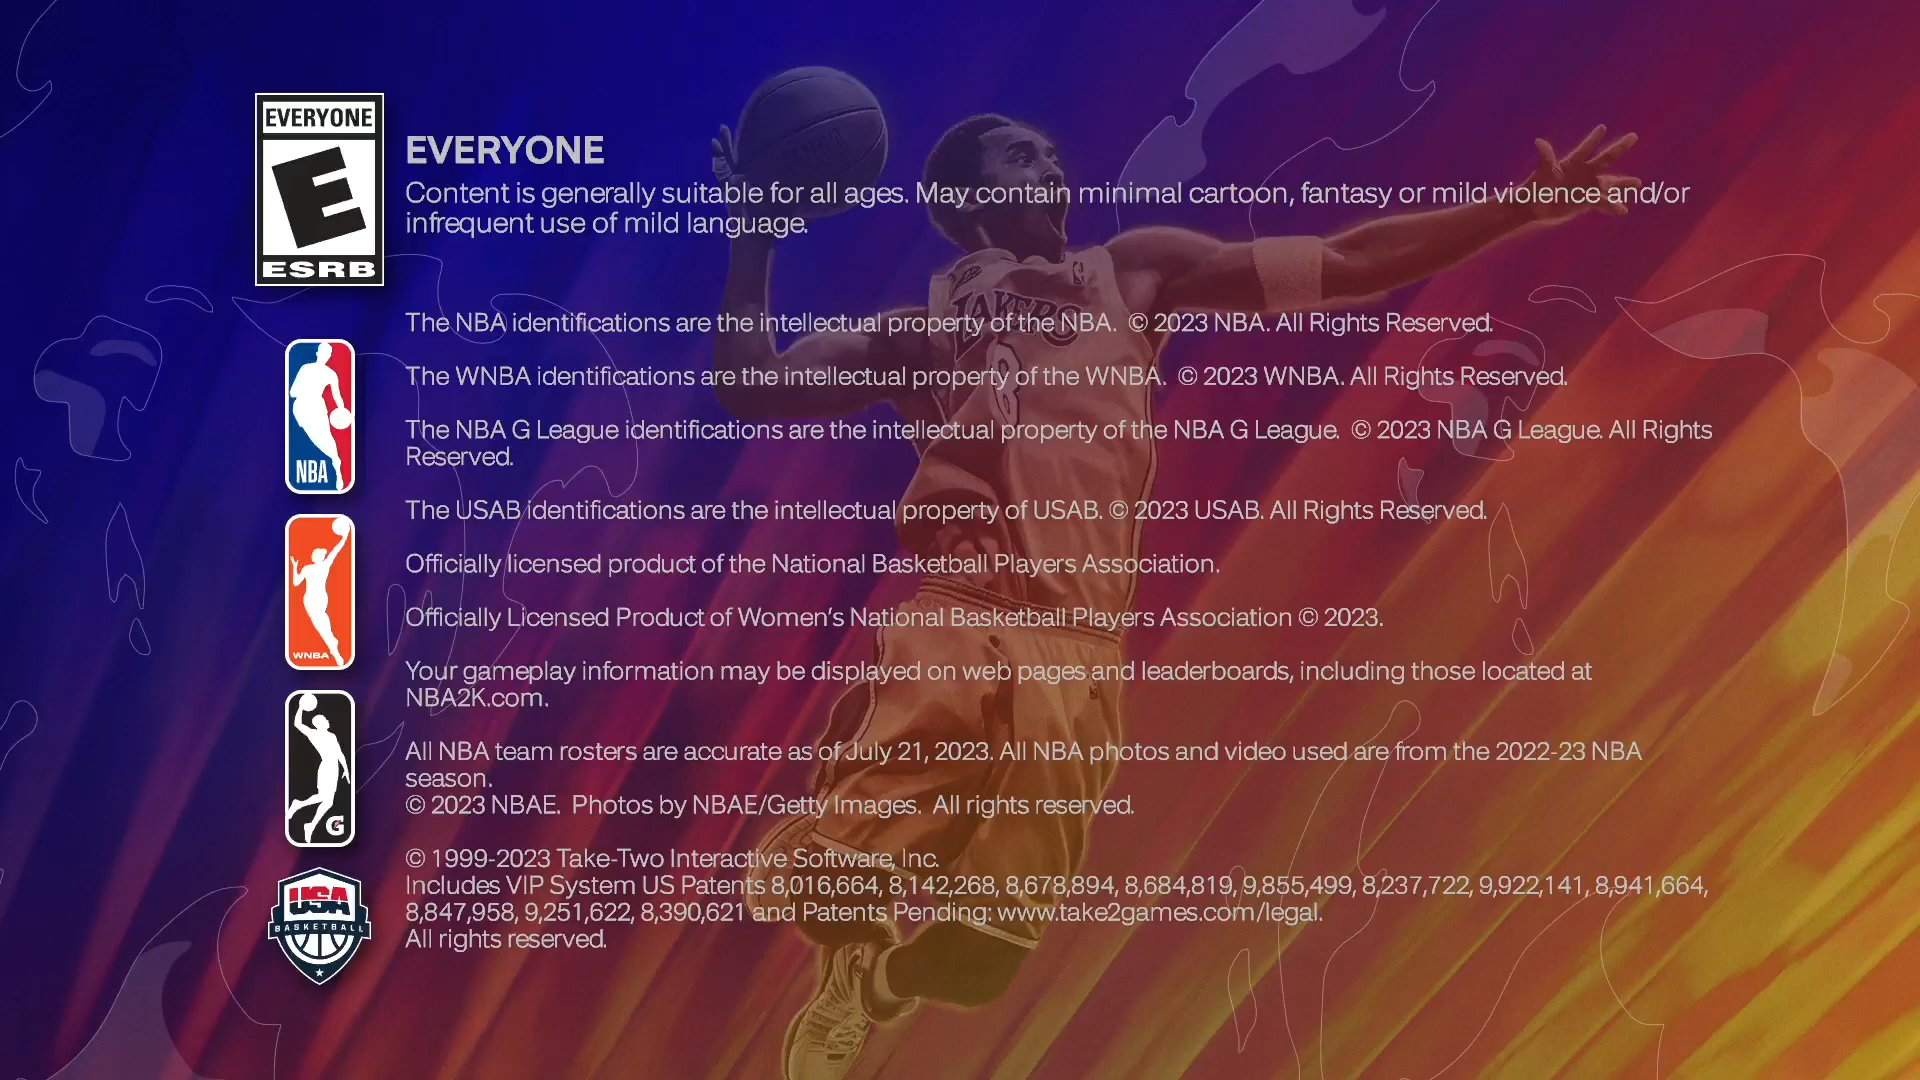 EVERYONE
E
ESRB
EVERYONE
Content is generally suitable for all ages. May contain minimal cartoon, fantasy or mild violence and/or
infrequent use of mild language.
LAKERS
8
The NBA identifications are the intellectual property of the NBA.  © 2023 NBA. All Rights Reserved.
NBA
The WNBA identifications are the intellectual property of the WNBA.  © 2023 WNBA. All Rights Reserved.
The NBA G League identifications are the intellectual property of the NBA G League.  © 2023 NBA G League. All Rights
Reserved.
The USAB identifications are the intellectual property of USAB. © 2023 USAB. All Rights Reserved.
WNBA
Officially licensed product of the National Basketball Players Association.
Officially Licensed Product of Women’s National Basketball Players Association © 2023.
Your gameplay information may be displayed on web pages and leaderboards, including those located at
NBA2K.com.
G
All NBA team rosters are accurate as of July 21, 2023. All NBA photos and video used are from the 2022-23 NBA
season.
© 2023 NBAE.  Photos by NBAE/Getty Images.  All rights reserved.
USA
BASKETBALL
© 1999-2023 Take-Two Interactive Software, Inc.
Includes VIP System US Patents 8,016,664, 8,142,268, 8,678,894, 8,684,819, 9,855,499, 8,237,722, 9,922,141, 8,941,664,
8,847,958, 9,251,622, 8,390,621 and Patents Pending: www.take2games.com/legal.
All rights reserved.